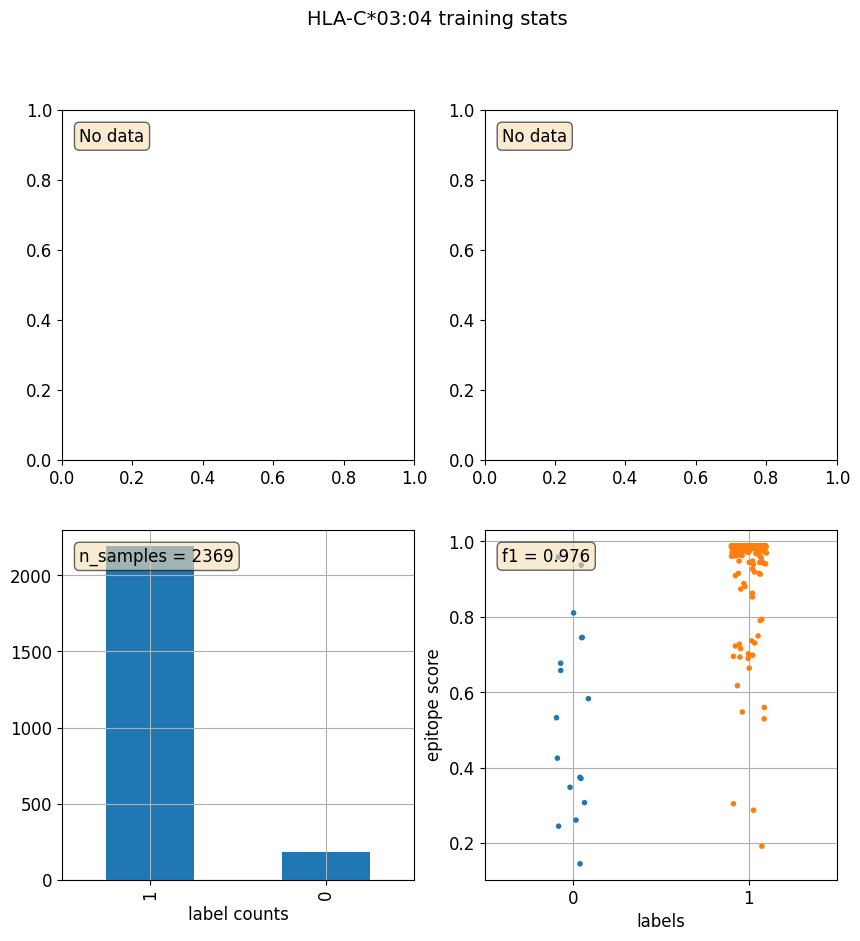 HLA-C*03:04 training stats
No data
1.0
0.8
0.6
0.4
0.2
0.0
0.0 0.2 0.4 0.6 0.8 1.0
No data
1.0
0.8
0.6
0.4
0.2
0.0
0.0 0.2 0.4 0.6 0.8 1.0
n_samples = 2369
2000
1500
1000
500
0
1 0
label counts
f1 = 0.976
1.0
0.8
0.6
0.4
0.2
epitope score
0 1
labels